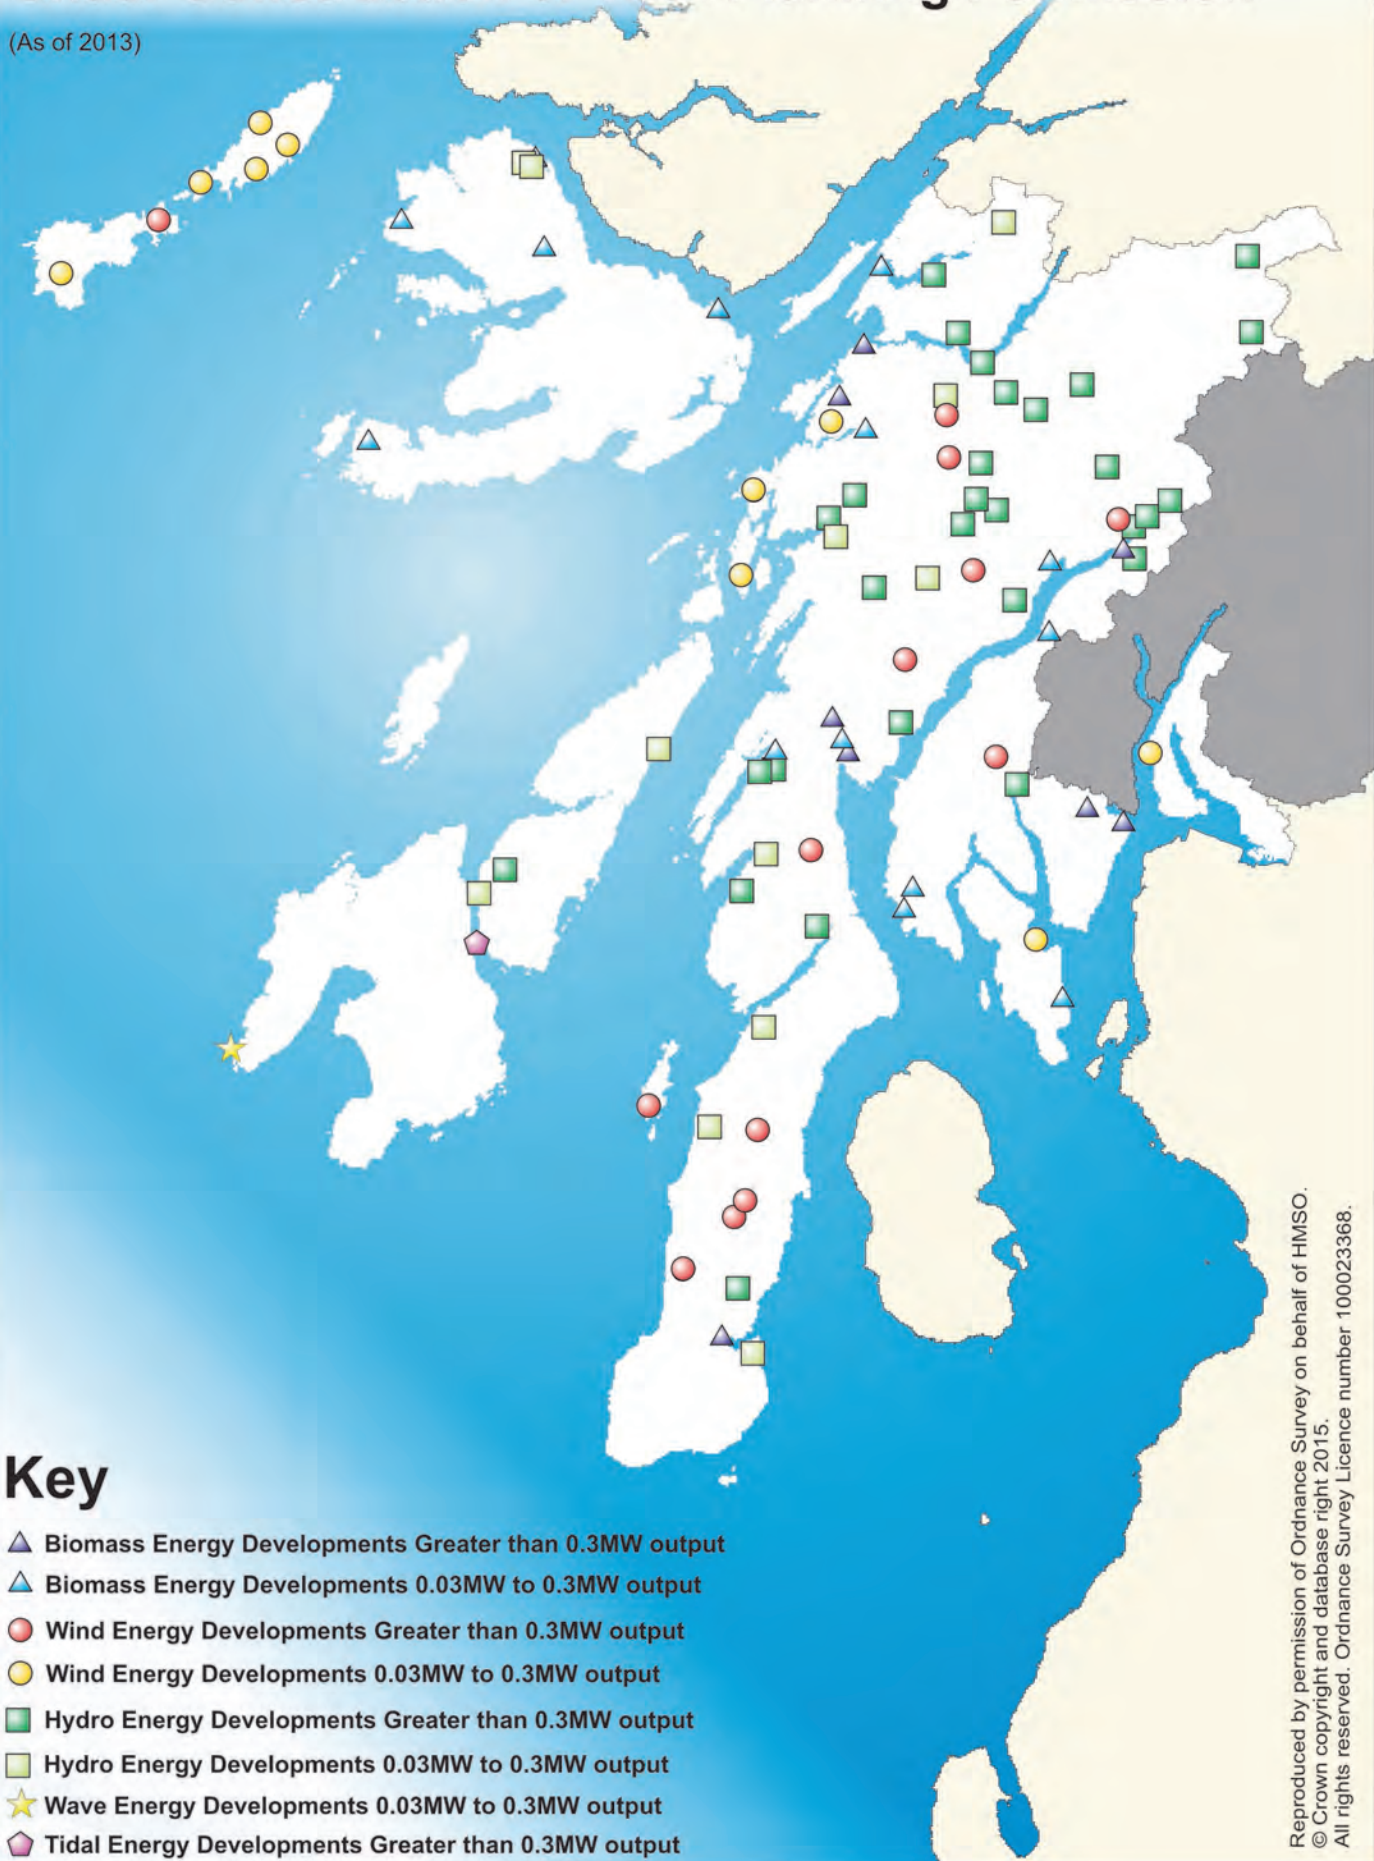 (As of 2013)
Key
Biomass Energy Developments Greater than 0.3MW output
Biomass Energy Developments 0.03MW to 0.3MW output
Wind Energy Developments Greater than 0.3MW output
Wind Energy Developments 0.03MW to 0.3MW output
Hydro Energy Developments Greater than 0.3MW output
Hydro Energy Developments 0.03MW to 0.3MW output
Wave Energy Developments 0.03MW to 0.3MW output
Tidal Energy Developments Greater than 0.3MW output
Reproduced by permission of Ordnance Survey on behalf of HMSO.
© Crown copyright and database right 2015.
All rights reserved. Ordnance Survey Licence number 100023368.